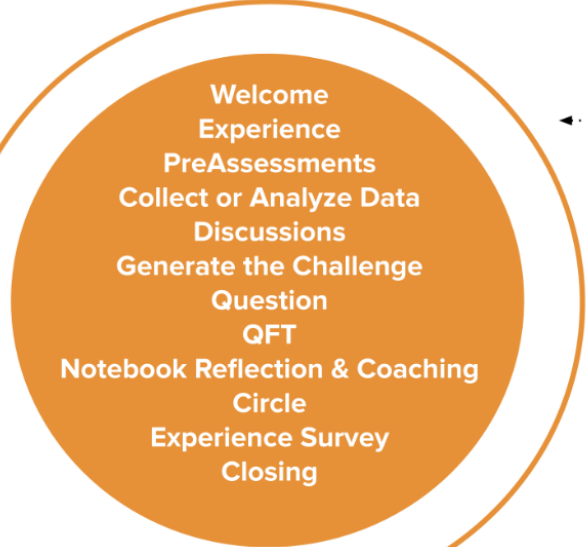 Welcome
Experience
PreAssessments
Collect or Analyze Data
Discussions
Generate the Challenge
Question
QFT
Notebook Reflection & Coaching
Circle
Experience Survey
Closing